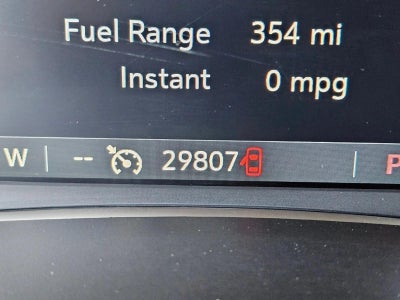 Fuel Range 354 mi
Instant 0 mpg
W -- 29807 P